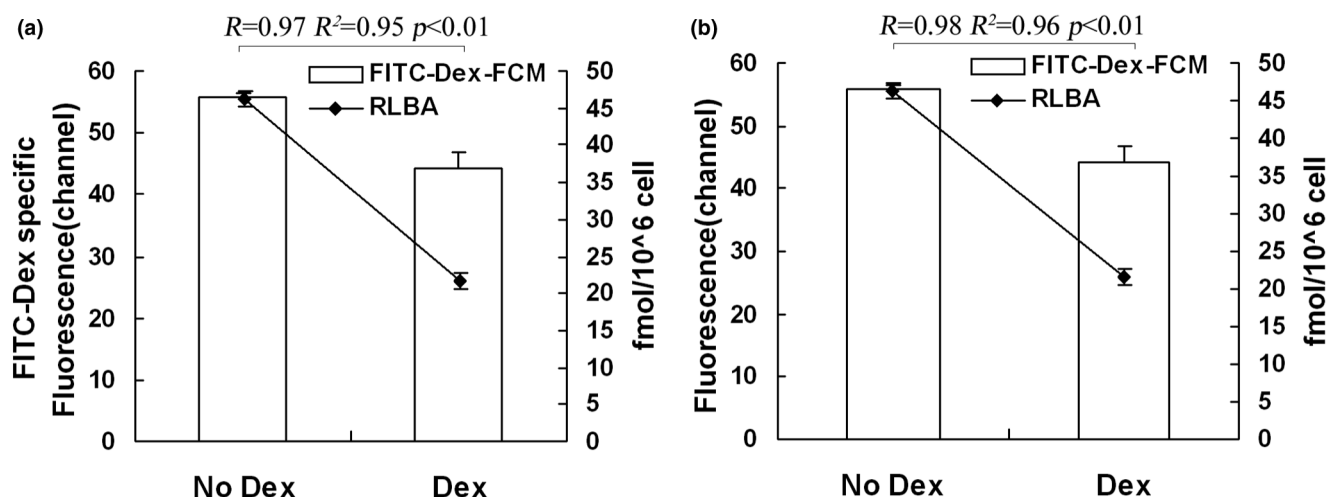 (a)
R=0.97 R²=0.95 p<0.01
FITC-Dex specific
Fluorescence(channel)
60
50
40
30
20
10
0
FITC-Dex-FCM
RLBA
50
45
40
35
30
25
20
15
10
5
0
fmol/10^6 cell
No Dex
Dex
(b)
R=0.98 R²=0.96 p<0.01
Fluorescence(channel)
60
50
40
30
20
10
0
FITC-Dex-FCM
RLBA
50
45
40
35
30
25
20
15
10
5
0
fmol/10^6 cell
No Dex
Dex